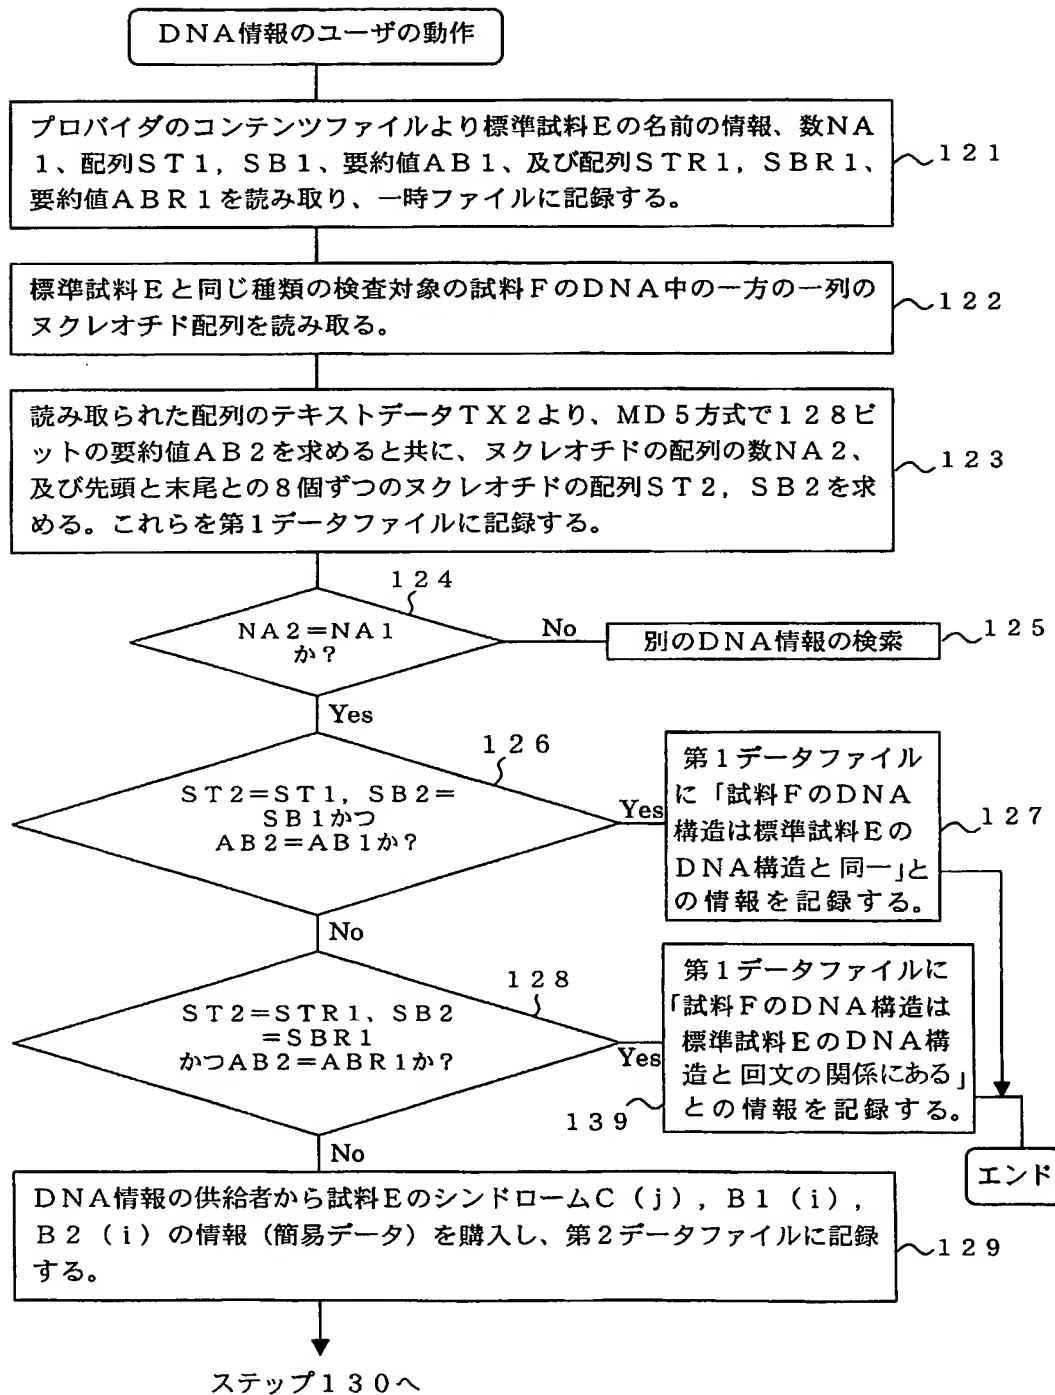 DNA情報のユーザの動作
プロバイダのコンテンツファイルより標準試料Eの名前の情報、数NA
1、配列ST1，SB1、要約値AB1、及び配列STR1，SBR1、
要約値ABR1を読み取り、一時ファイルに記録する。
121
標準試料Eと同じ種類の検査対象の試料FのDNA中の一方の一列の
ヌクレオチド配列を読み取る。
122
読み取られた配列のテキストデータTX2より、MD5方式で128ビ
ットの要約値AB2を求めると共に、ヌクレオチドの配列の数NA2、
及び先頭と末尾との8個ずつのヌクレオチドの配列ST2，SB2を求
める。これらを第1データファイルに記録する。
123
124
NA2＝NA1
か？
No
別のDNA情報の検索
125
Yes
126
ST2＝ST1，SB2＝
SB1かつ
AB2＝AB1か？
Yes
第1データファイル
に「試料FのDNA
構造は標準試料Eの
DNA構造と同一」と
の情報を記録する。
127
No
128
ST2＝STR1，SB2
＝SBR1
かつAB2＝ABR1か？
Yes
第1データファイルに
「試料FのDNA構造は
標準試料EのDNA構
造と回文の関係にある」
との情報を記録する。
139
エンド
No
DNA情報の供給者から試料EのシンドロームC（j），B1（i），
B2（i）の情報（簡易データ）を購入し、第2データファイルに記録
する。
129
ステップ130へ